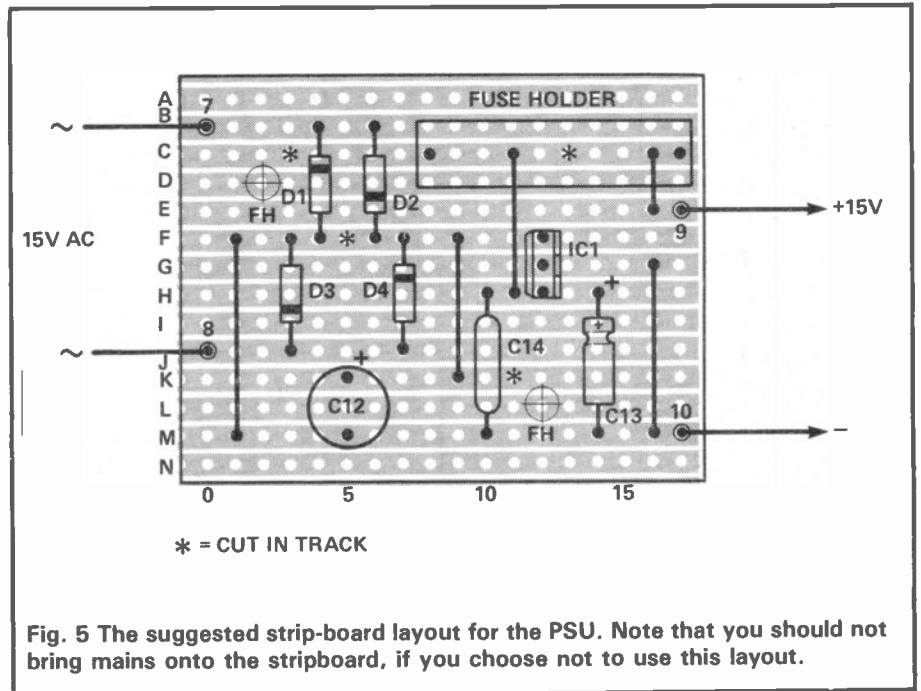 A
B 7
FUSE HOLDER
~
C *
*
D
D1 D2
FH
E
+15V
15V AC
F *
9
IC1
G
H
D3 D4
+
I
8
+
~
J
+
C14
K
*
C12
L
10
FH C13
M
−
N
0 5 10 15
* = CUT IN TRACK
Fig. 5 The suggested strip-board layout for the PSU. Note that you should not
bring mains onto the stripboard, if you choose not to use this layout.